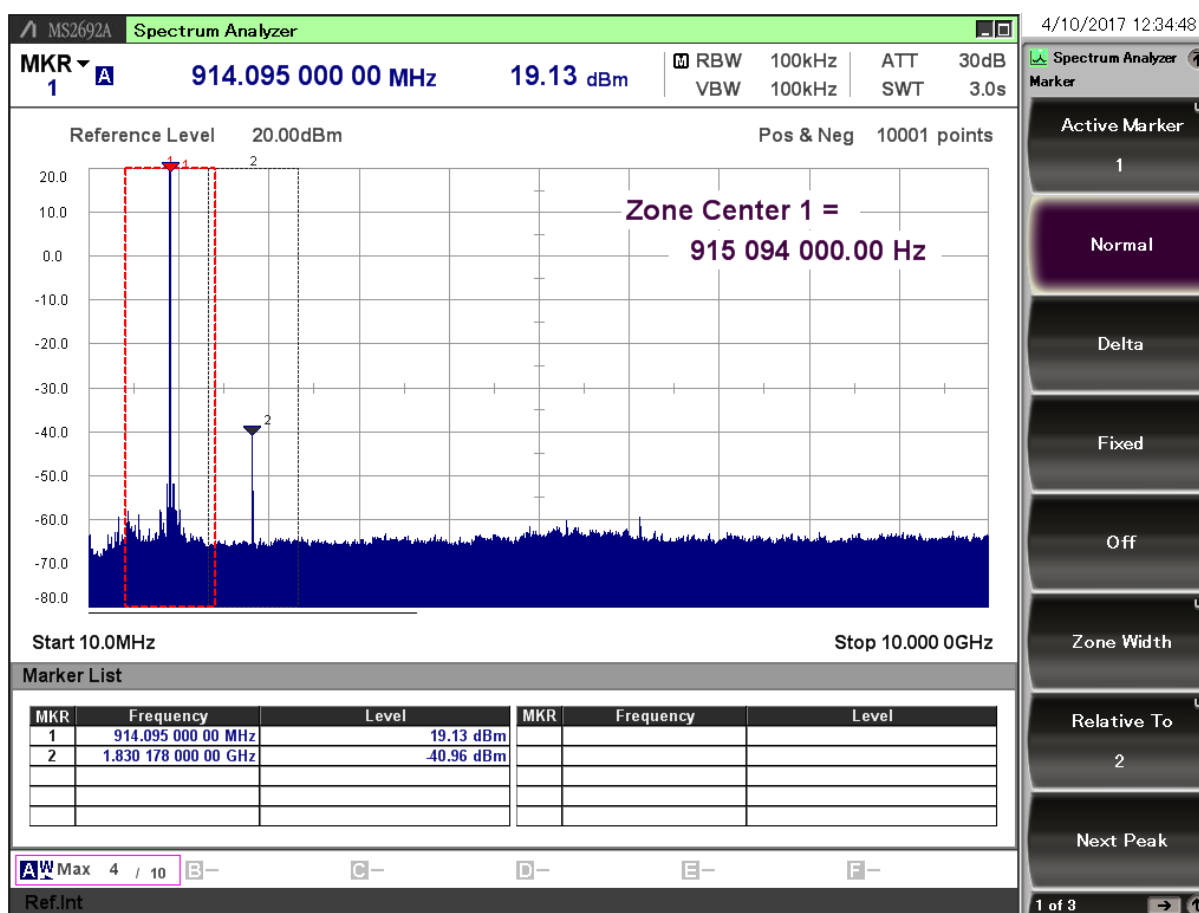 MS2692A Spectrum Analyzer
4/10/2017 12:34:48
MKR 1 A 914.095 000 00 MHz 19.13 dBm
M RBW 100kHz ATT 30dB
VBW 100kHz SWT 3.0s
Reference Level 20.00dBm Pos & Neg 10001 points
1 1 2
20.0
10.0
0.0
-10.0
-20.0
-30.0
-40.0
-50.0
-60.0
-70.0
-80.0
Zone Center 1 =
915 094 000.00 Hz
2
Start 10.0MHz Stop 10.000 0GHz
Marker List
MKR Frequency Level MKR Frequency Level
1 914.095 000 00 MHz 19.13 dBm
2 1.830 178 000 00 GHz -40.96 dBm
A W Max 4 / 10 B- C- D- E- F-
Ref.Int
Spectrum Analyzer
Marker
Active Marker
1
Normal
Delta
Fixed
Off
Zone Width
Relative To
2
Next Peak
1 of 3